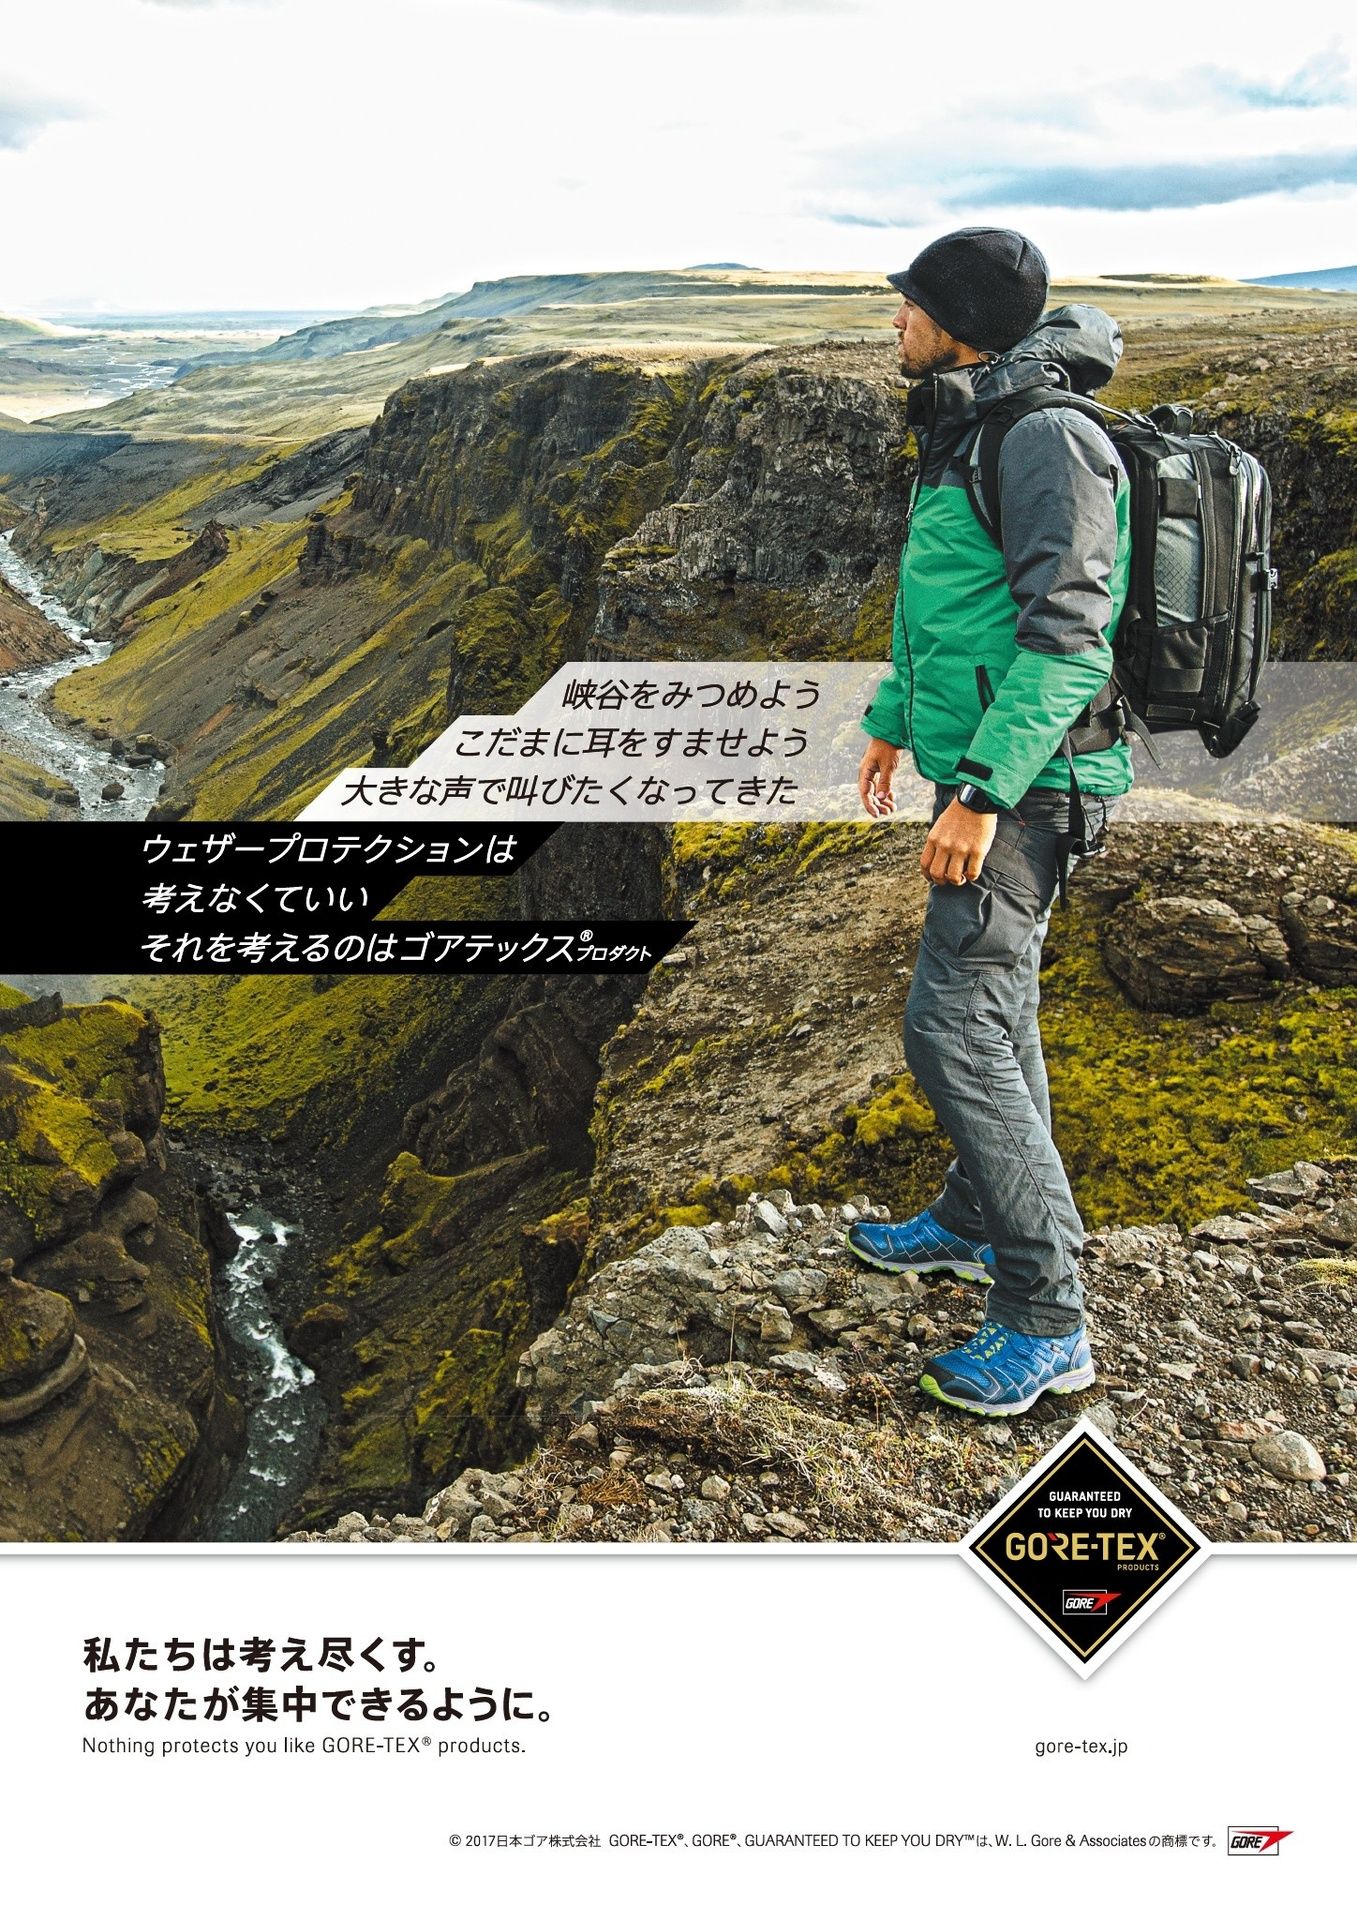 峡谷をみつめよう
こだまに耳をすませよう
大きな声で叫びたくなってきた
ウェザープロテクションは
考えなくていい
それを考えるのはゴアテックス®プロダクト
GUARANTEED
TO KEEP YOU DRY
GORE-TEX®
PRODUCTS
GORE
私たちは考え尽くす。
あなたが集中できるように。
Nothing protects you like GORE-TEX® products.
gore-tex.jp
© 2017日本ゴア株式会社 GORE-TEX®、GORE®、GUARANTEED TO KEEP YOU DRY™は、W. L. Gore & Associatesの商標です。 GORE